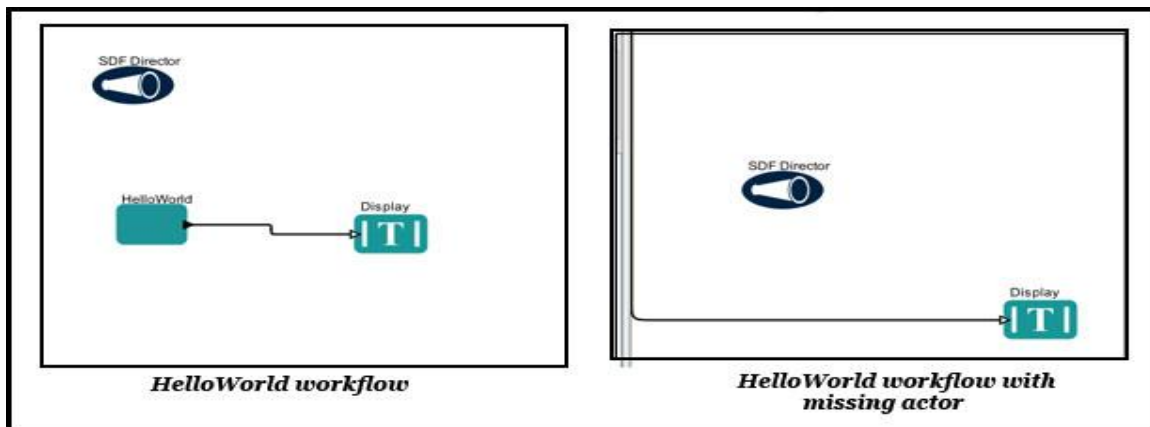 SDF Director
HelloWorld
Display
T
HelloWorld workflow
SDF Director
Display
T
HelloWorld workflow with
missing actor